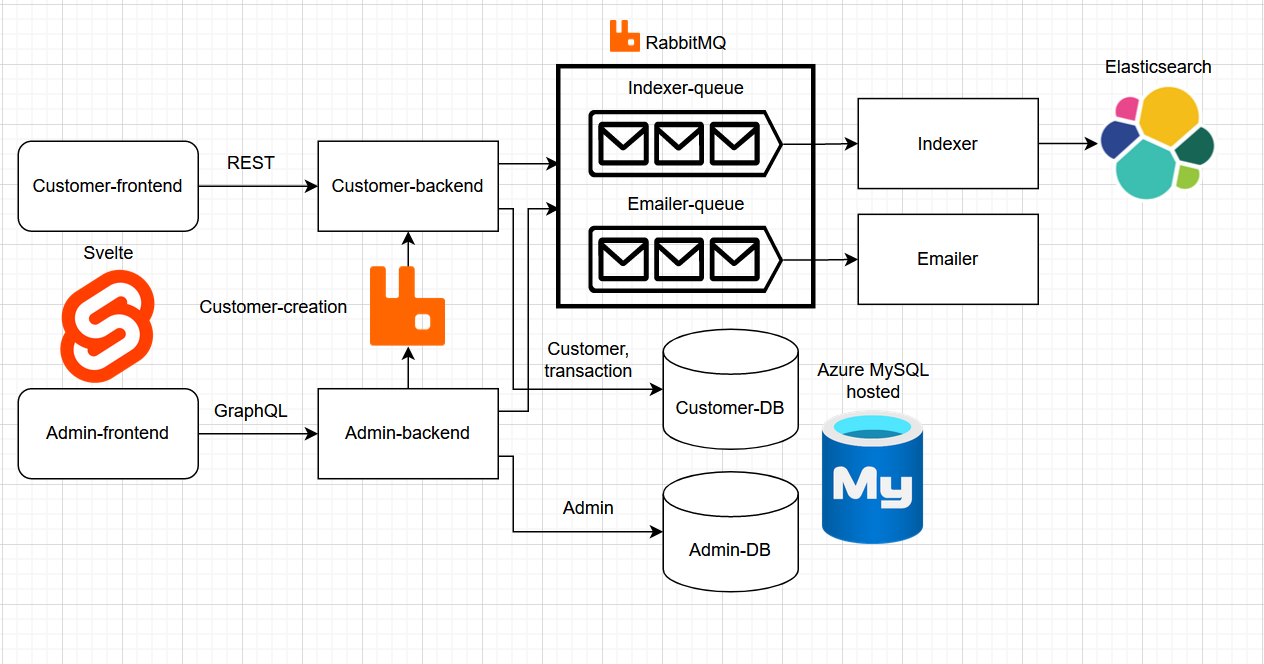 RabbitMQ
Elasticsearch
Indexer-queue
Indexer
REST
Customer-frontend
Customer-backend
Emailer-queue
Emailer
Svelte
Customer-creation
Customer,
transaction
Azure MySQL
hosted
Customer-DB
GraphQL
Admin-frontend
Admin-backend
My
Admin
Admin-DB